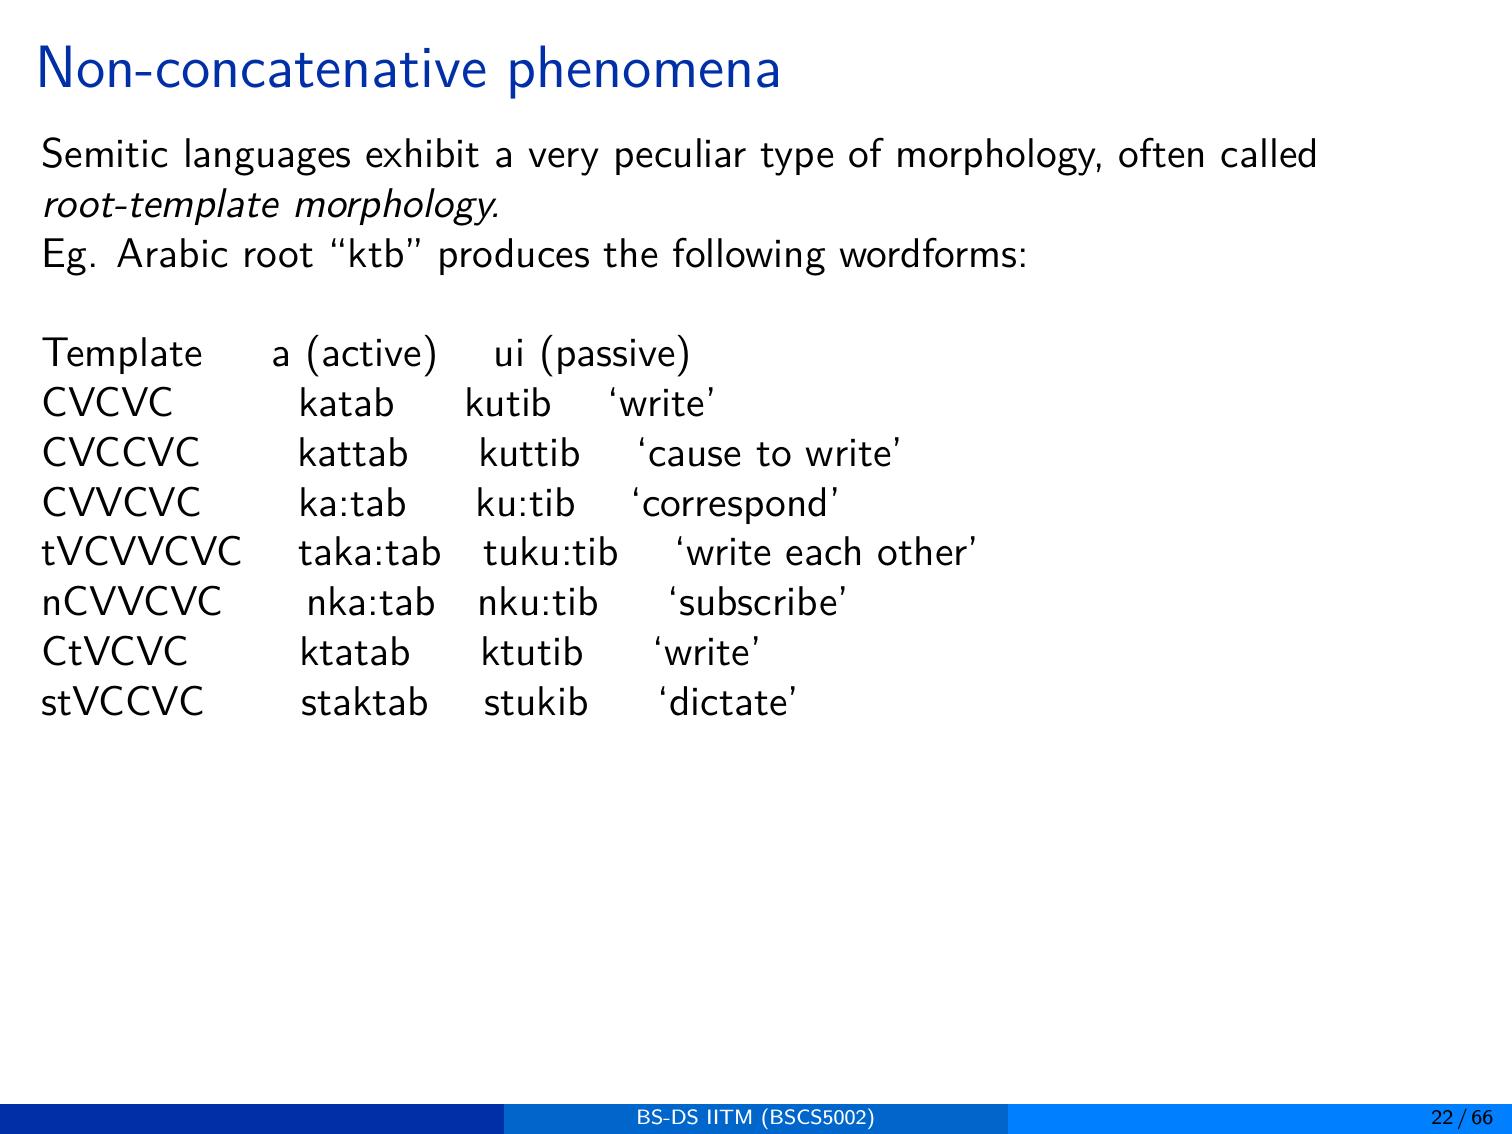 Non-concatenative phenomena
Semitic languages exhibit a very peculiar type of morphology, often called
root-template morphology.
Eg. Arabic root “ktb” produces the following wordforms:
Template a (active) ui (passive)
CVCVC katab kutib ‘write’
CVCCVC kattab kuttib ‘cause to write’
CVVCVC ka:tab ku:tib ‘correspond’
tVCVVCVC taka:tab tuku:tib ‘write each other’
nCVVCVC nka:tab nku:tib ‘subscribe’
CtVCVC ktatab ktutib ‘write’
stVCCVC staktab stukib ‘dictate’
BS-DS IITM (BSCS5002) 22 / 66